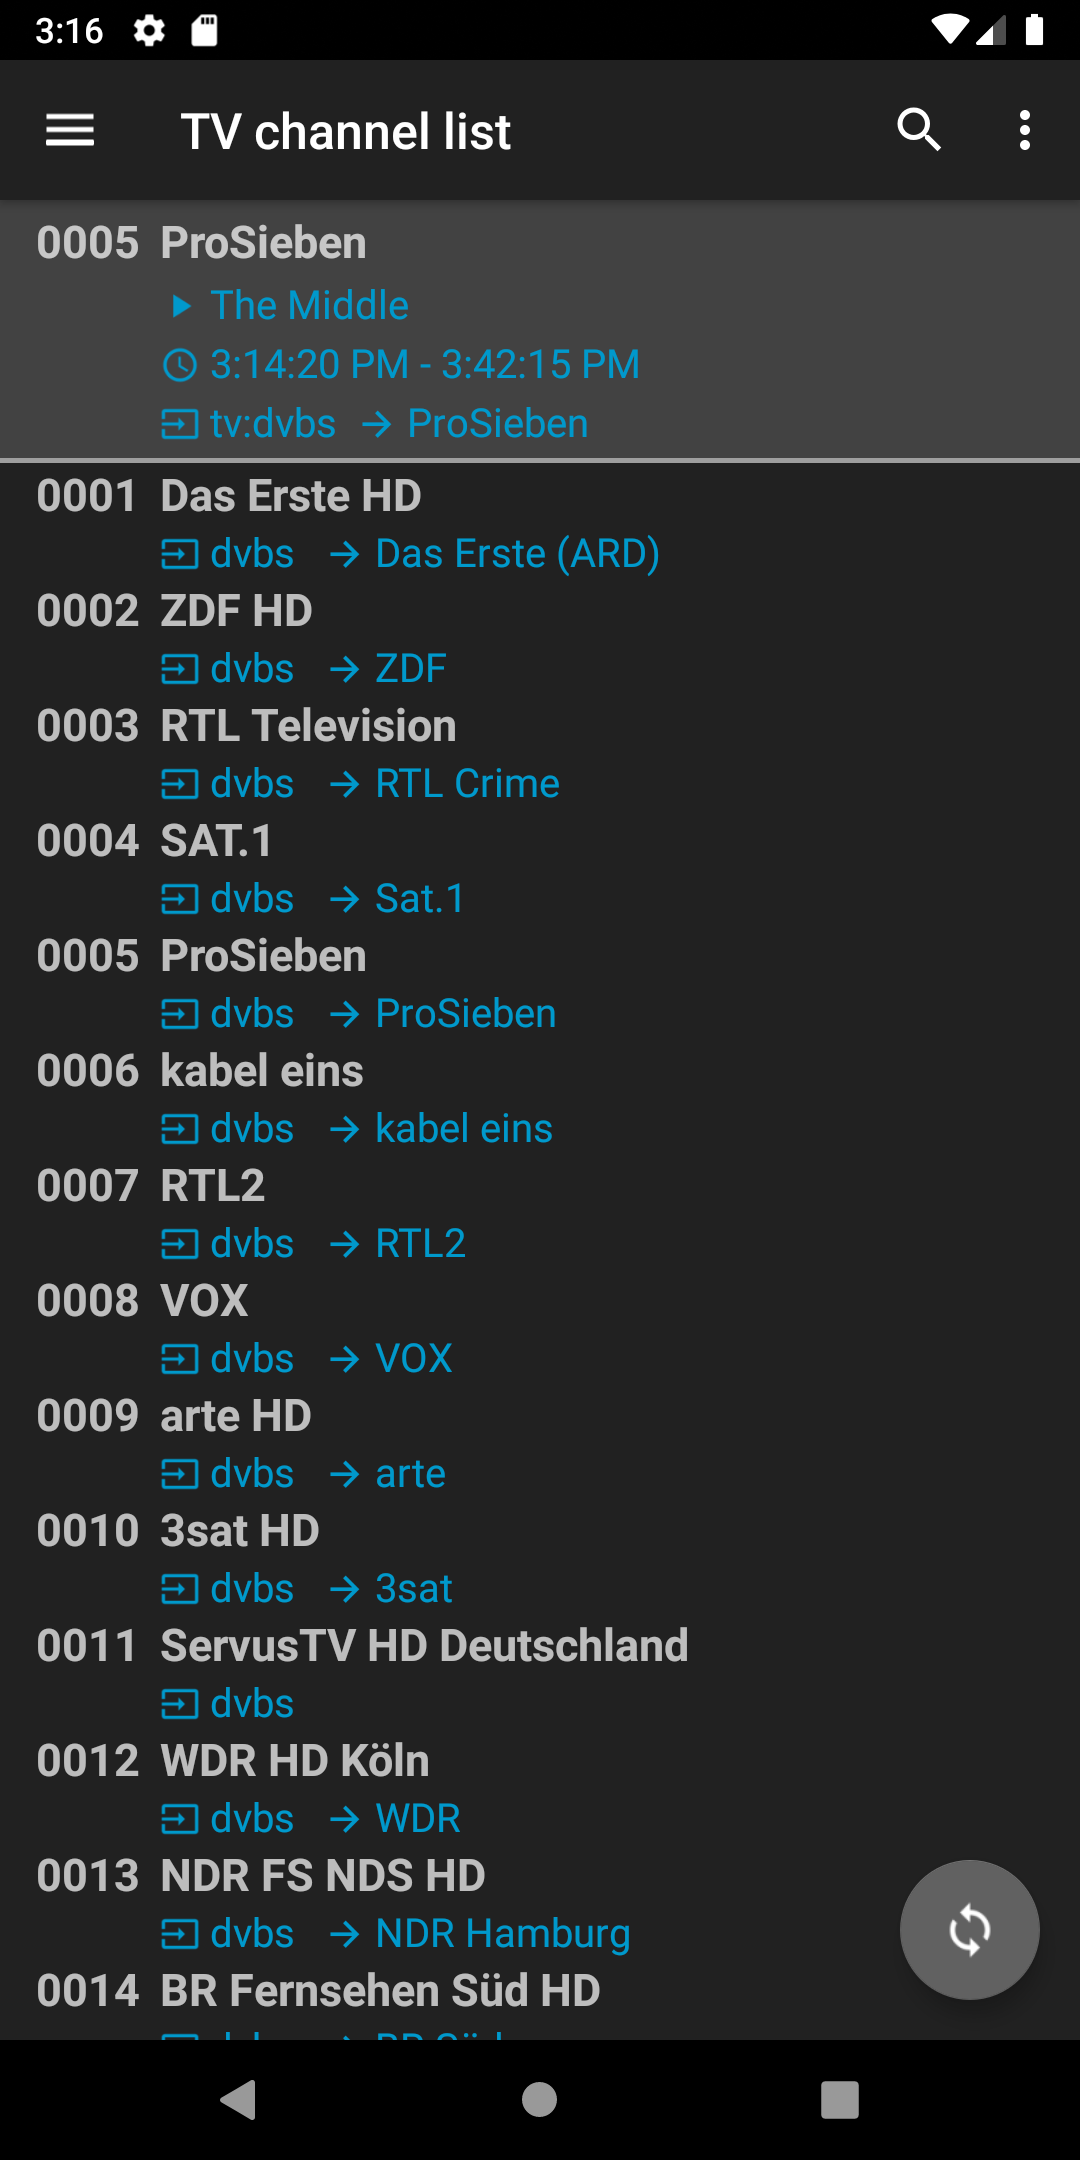 3:16
TV channel list
0005 ProSieben
The Middle
3:14:20 PM - 3:42:15 PM
tv:dvbs → ProSieben
0001 Das Erste HD
dvbs → Das Erste (ARD)
0002 ZDF HD
dvbs → ZDF
0003 RTL Television
dvbs → RTL Crime
0004 SAT.1
dvbs → Sat.1
0005 ProSieben
dvbs → ProSieben
0006 kabel eins
dvbs → kabel eins
0007 RTL2
dvbs → RTL2
0008 VOX
dvbs → VOX
0009 arte HD
dvbs → arte
0010 3sat HD
dvbs → 3sat
0011 ServusTV HD Deutschland
dvbs
0012 WDR HD Köln
dvbs → WDR
0013 NDR FS NDS HD
dvbs → NDR Hamburg
0014 BR Fernsehen Süd HD